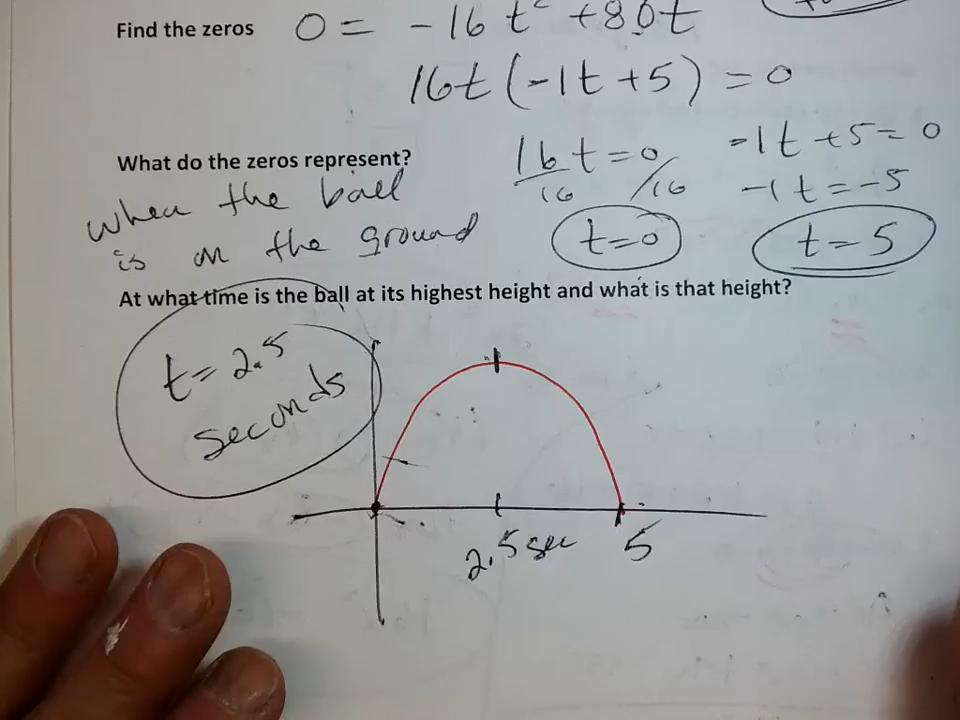 Find the zeros 0 = -16t² +80t
16t (-1t +5) = 0
What do the zeros represent? 16t=0 -1t +5=0
/16 /16 -1t=-5
when the ball
is on the ground t=0 t=5
At what time is the ball at its highest height and what is that height?
t=2.5
seconds
2.5 sec 5